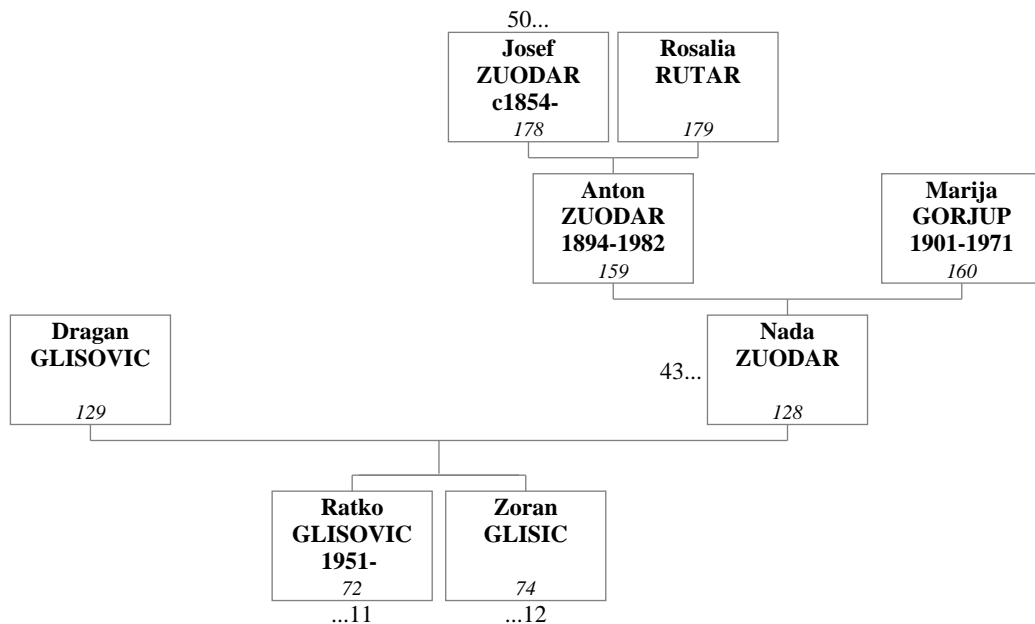 50...
Josef
ZUODAR
c1854-
178
Rosalia
RUTAR
179
Anton
ZUODAR
1894-1982
159
Marija
GORJUP
1901-1971
160
Dragan
GLISOVIC
129
43...
Nada
ZUODAR
128
Ratko
GLISOVIC
1951-
72
...11
Zoran
GLISIC
74
...12